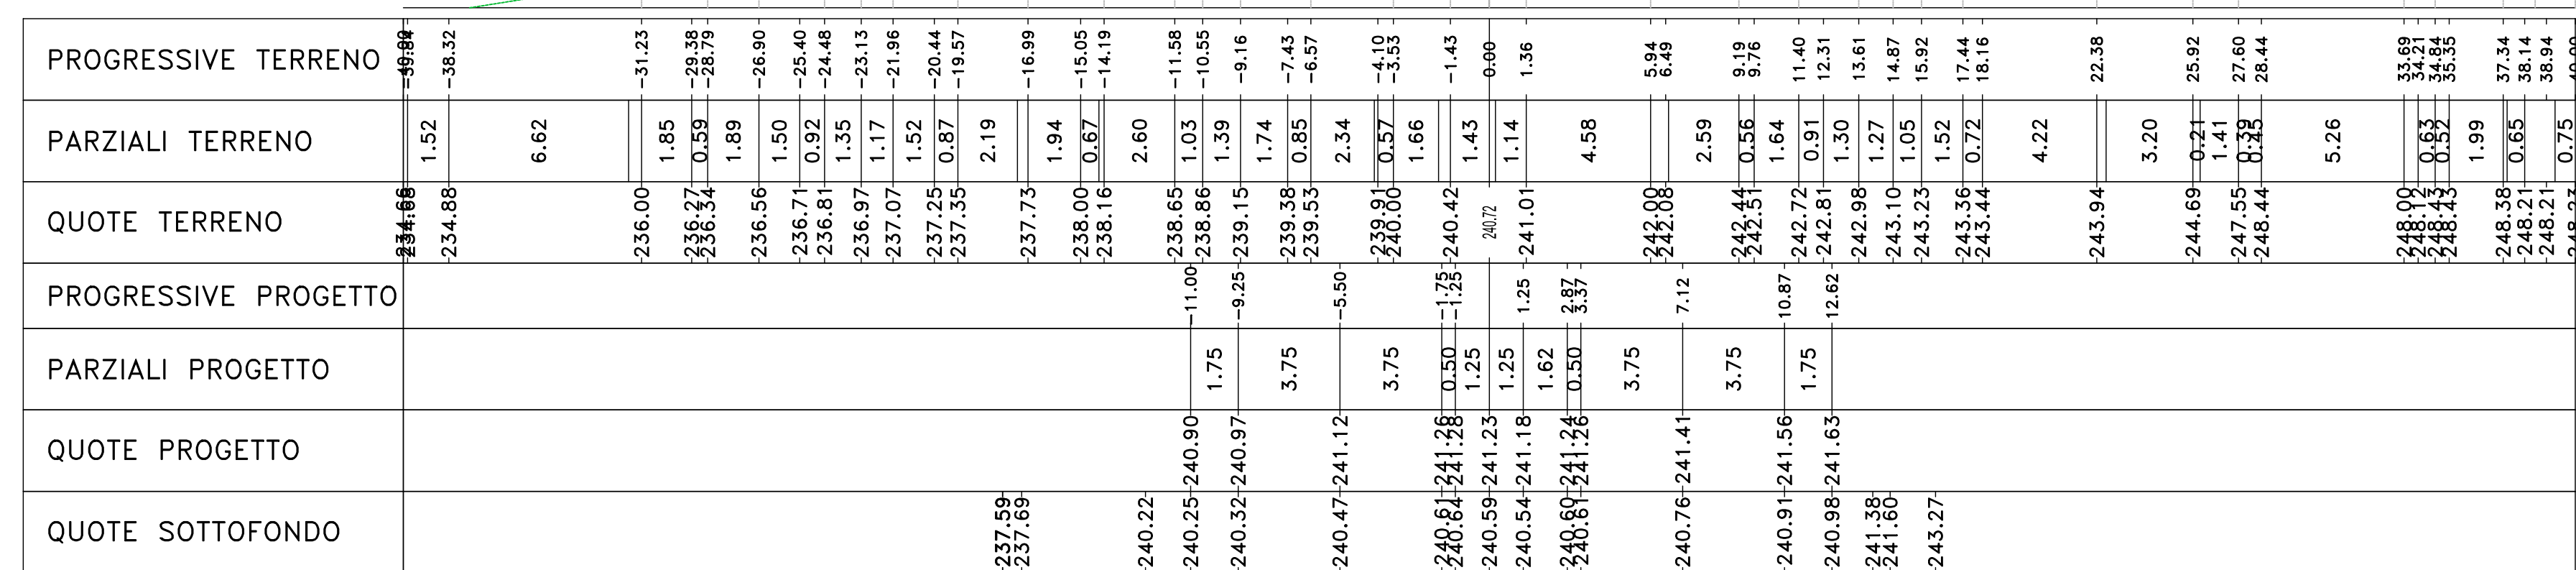 PROGRESSIVE TERRENO -38.32 -31.23 -29.38 -28.79 -26.90 -25.40 -24.48 -23.13 -21.96 -20.44 -19.57 -16.99 -15.05 -14.19 -11.58 -10.55 -9.16 -7.43 -6.57 -4.10 -3.53 -1.43 0.00 1.36 5.94 6.49 9.19 9.76 11.40 12.31 13.61 14.87 15.92 17.44 18.16 22.38 25.92 27.60 28.44 33.69 34.21 34.84 35.35 37.34 38.14 38.94
PARZIALI TERRENO 1.52 6.62 1.85 0.59 1.89 1.50 0.92 1.35 1.17 1.52 0.87 2.19 1.94 0.67 2.60 1.03 1.39 1.74 0.85 2.34 0.57 1.66 1.43 1.14 4.58 2.59 0.56 1.64 0.91 1.30 1.27 1.05 1.52 0.72 4.22 3.20 0.21 1.41 0.39 0.45 5.26 0.63 0.52 1.99 0.65 0.75
QUOTE TERRENO 234.88 236.00 236.27 236.34 236.56 236.71 236.81 236.97 237.07 237.25 237.35 237.73 238.00 238.16 238.65 238.86 239.15 239.38 239.53 239.91 240.00 240.42 240.72 241.01 242.00 242.08 242.44 242.51 242.72 242.81 242.98 243.10 243.23 243.36 243.44 243.94 244.69 247.55 248.44 248.00 248.12 248.43 248.43 248.38 248.21 248.21
PROGRESSIVE PROGETTO -11.00 -9.25 -5.50 -1.75 -1.25 1.25 2.87 3.37 7.12 10.87 12.62
PARZIALI PROGETTO 1.75 3.75 3.75 0.50 1.25 1.25 1.62 0.50 3.75 3.75 1.75
QUOTE PROGETTO 240.90 240.97 241.12 241.26 241.28 241.23 241.18 241.24 241.26 241.41 241.56 241.63
QUOTE SOTTOFONDO 237.59 237.69 240.22 240.25 240.32 240.47 240.61 240.64 240.59 240.54 240.60 240.61 240.76 240.91 240.98 241.38 241.60 243.27